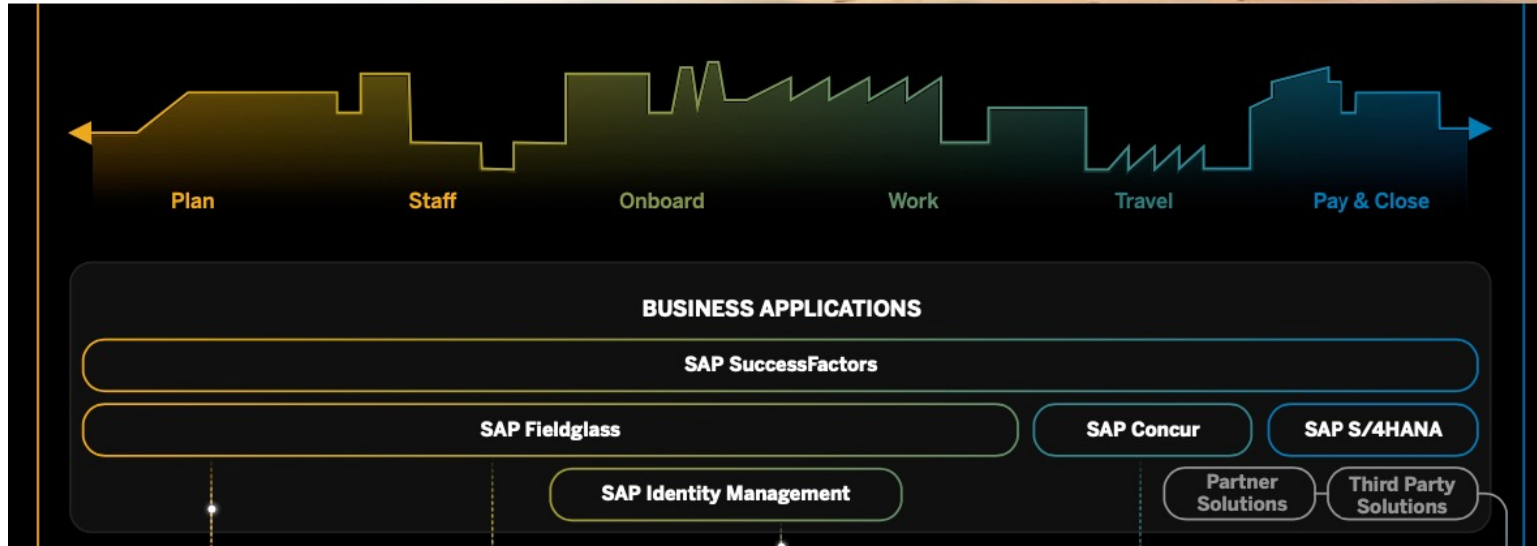 Plan
Staff
Onboard
Work
Travel
Pay & Close
BUSINESS APPLICATIONS
SAP SuccessFactors
SAP Fieldglass
SAP Concur
SAP S/4HANA
SAP Identity Management
Partner
Solutions
Third Party
Solutions